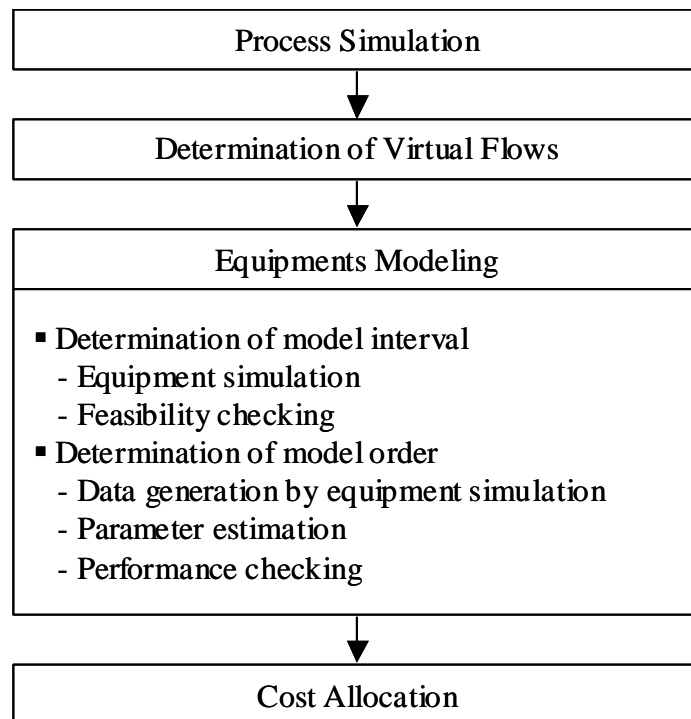 Process Simulation
Determination of Virtual Flows
Equipments Modeling
▪ Determination of model interval
- Equipment simulation
- Feasibility checking
▪ Determination of model order
- Data generation by equipment simulation
- Parameter estimation
- Performance checking
Cost Allocation